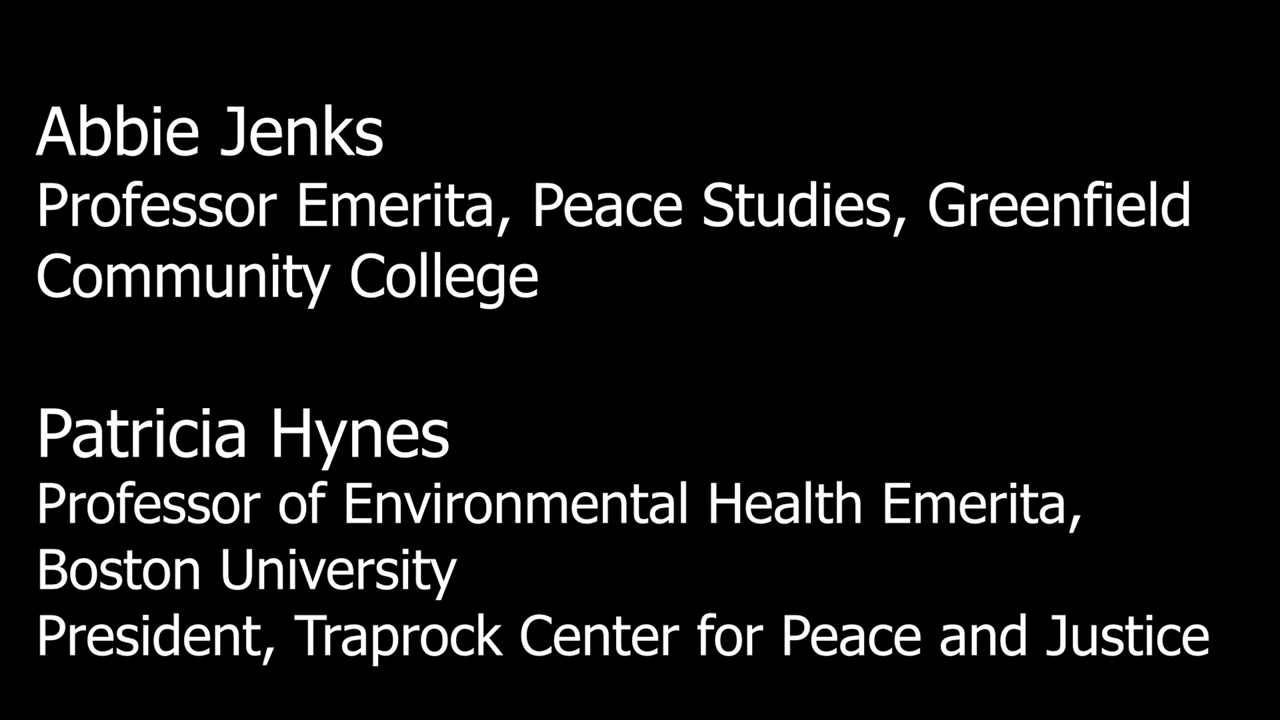 Abbie Jenks
Professor Emerita, Peace Studies, Greenfield
Community College
Patricia Hynes
Professor of Environmental Health Emerita,
Boston University
President, Traprock Center for Peace and Justice